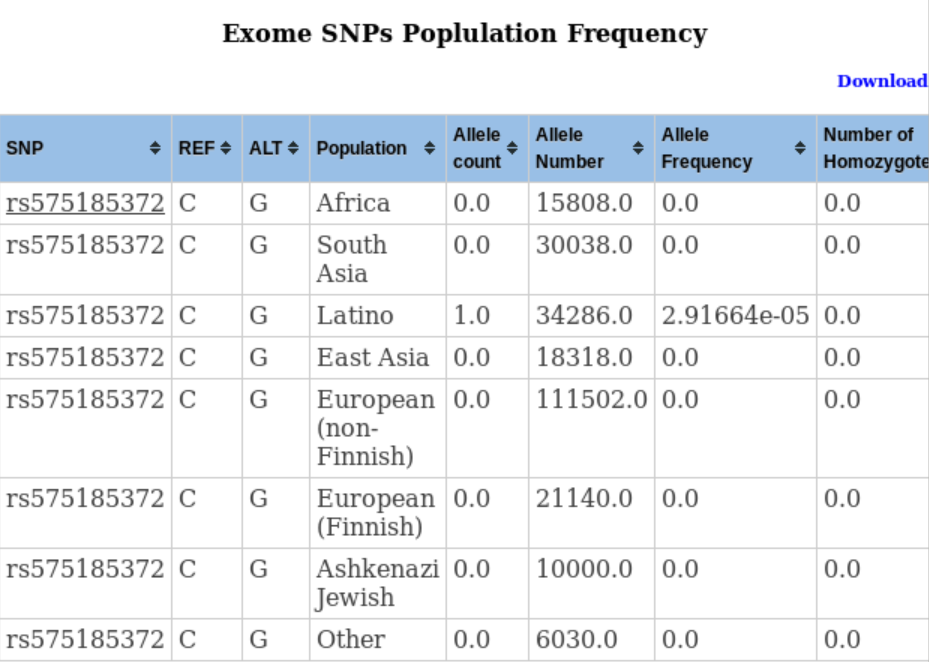 Exome SNPs Poplulation Frequency
Download
SNP REF ALT Population Allele count Allele Number Allele Frequency Number of Homozygote
rs575185372 C G Africa 0.0 15808.0 0.0 0.0
rs575185372 C G South Asia 0.0 30038.0 0.0 0.0
rs575185372 C G Latino 1.0 34286.0 2.91664e-05 0.0
rs575185372 C G East Asia 0.0 18318.0 0.0 0.0
rs575185372 C G European (non-Finnish) 0.0 111502.0 0.0 0.0
rs575185372 C G European (Finnish) 0.0 21140.0 0.0 0.0
rs575185372 C G Ashkenazi Jewish 0.0 10000.0 0.0 0.0
rs575185372 C G Other 0.0 6030.0 0.0 0.0